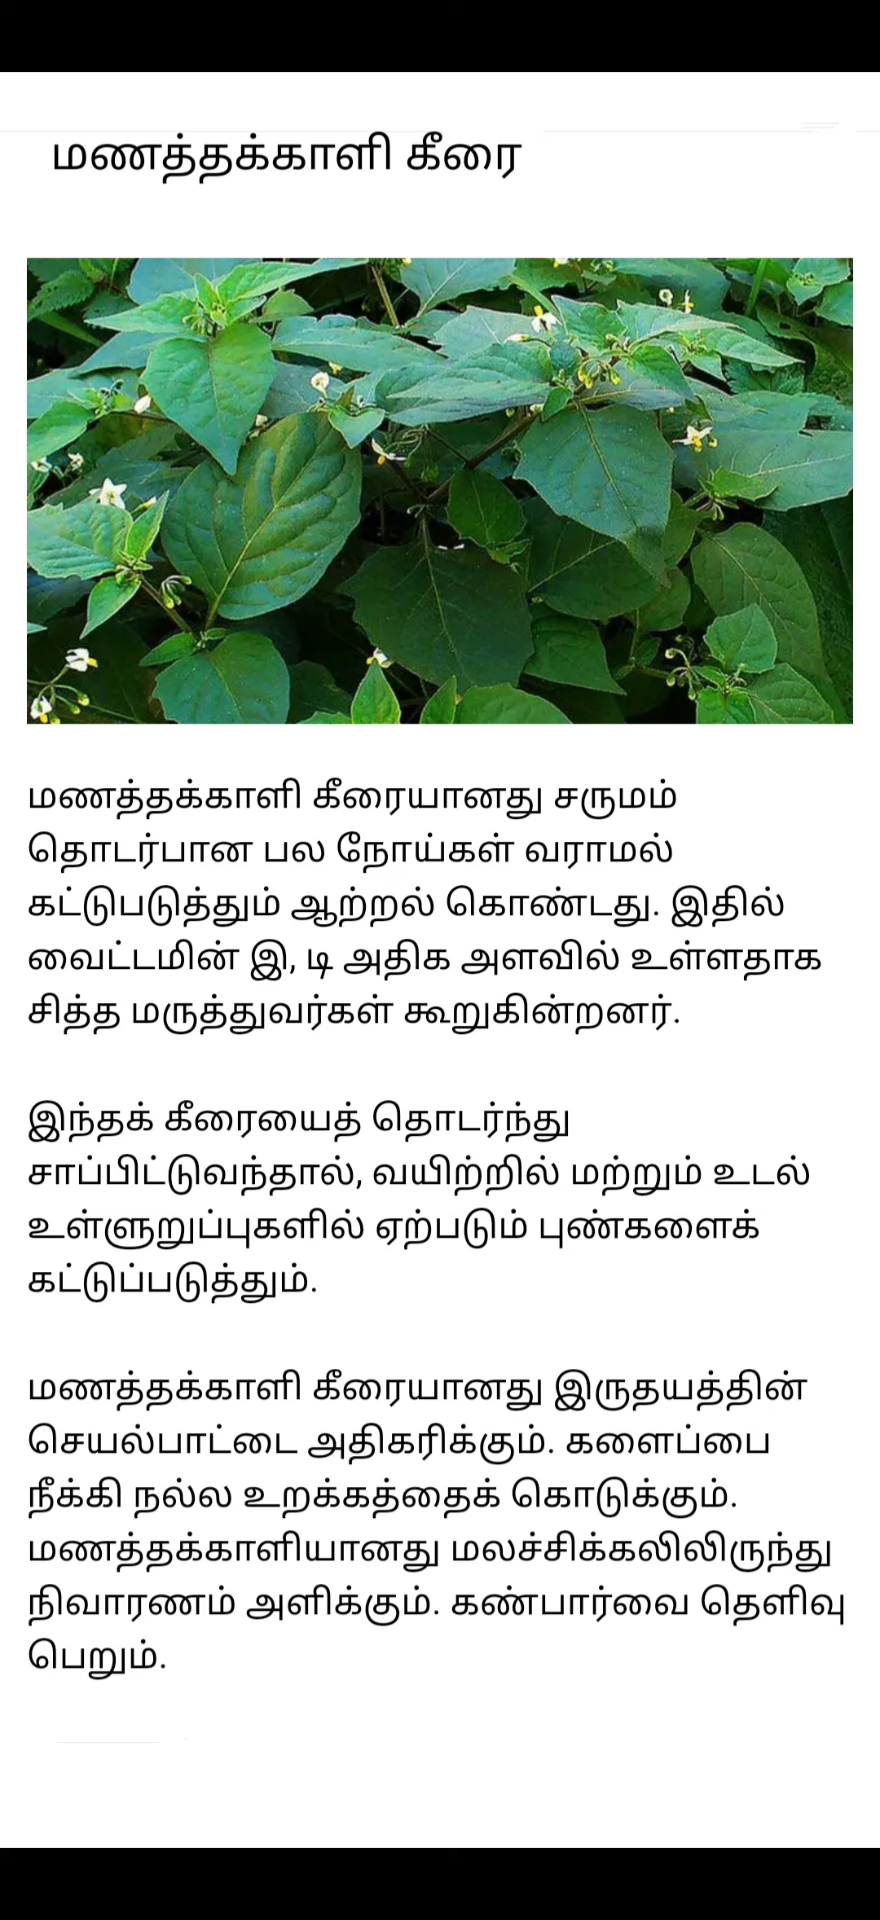 மணத்தக்காளி கீரை
மணத்தக்காளி கீரையானது சருமம்
தொடர்பான பல நோய்கள் வராமல்
கட்டுபடுத்தும் ஆற்றல் கொண்டது. இதில்
வைட்டமின் இ, டி அதிக அளவில் உள்ளதாக
சித்த மருத்துவர்கள் கூறுகின்றனர்.
இந்தக் கீரையைத் தொடர்ந்து
சாப்பிட்டுவந்தால், வயிற்றில் மற்றும் உடல்
உள்ளுறுப்புகளில் ஏற்படும் புண்களைக்
கட்டுப்படுத்தும்.
மணத்தக்காளி கீரையானது இருதயத்தின்
செயல்பாட்டை அதிகரிக்கும். களைப்பை
நீக்கி நல்ல உறக்கத்தைக் கொடுக்கும்.
மணத்தக்காளியானது மலச்சிக்கலிலிருந்து
நிவாரணம் அளிக்கும். கண்பார்வை தெளிவு
பெறும்.